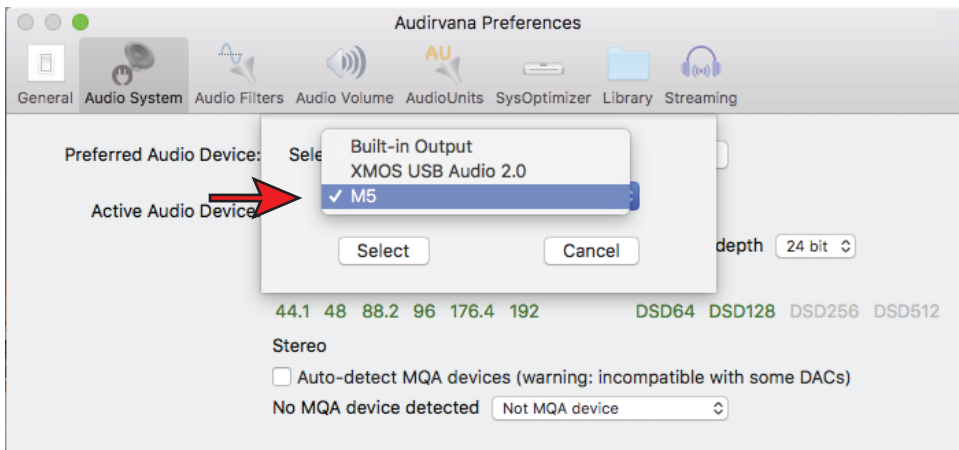 Audirvana Preferences
AU
General Audio System Audio Filters Audio Volume AudioUnits SysOptimizer Library Streaming
Preferred Audio Device: Sele
Built-in Output
XMOS USB Audio 2.0
✓ M5
Active Audio Device
Select Cancel
depth 24 bit
44.1 48 88.2 96 176.4 192 DSD64 DSD128 DSD256 DSD512
Stereo
Auto-detect MQA devices (warning: incompatible with some DACs)
No MQA device detected Not MQA device